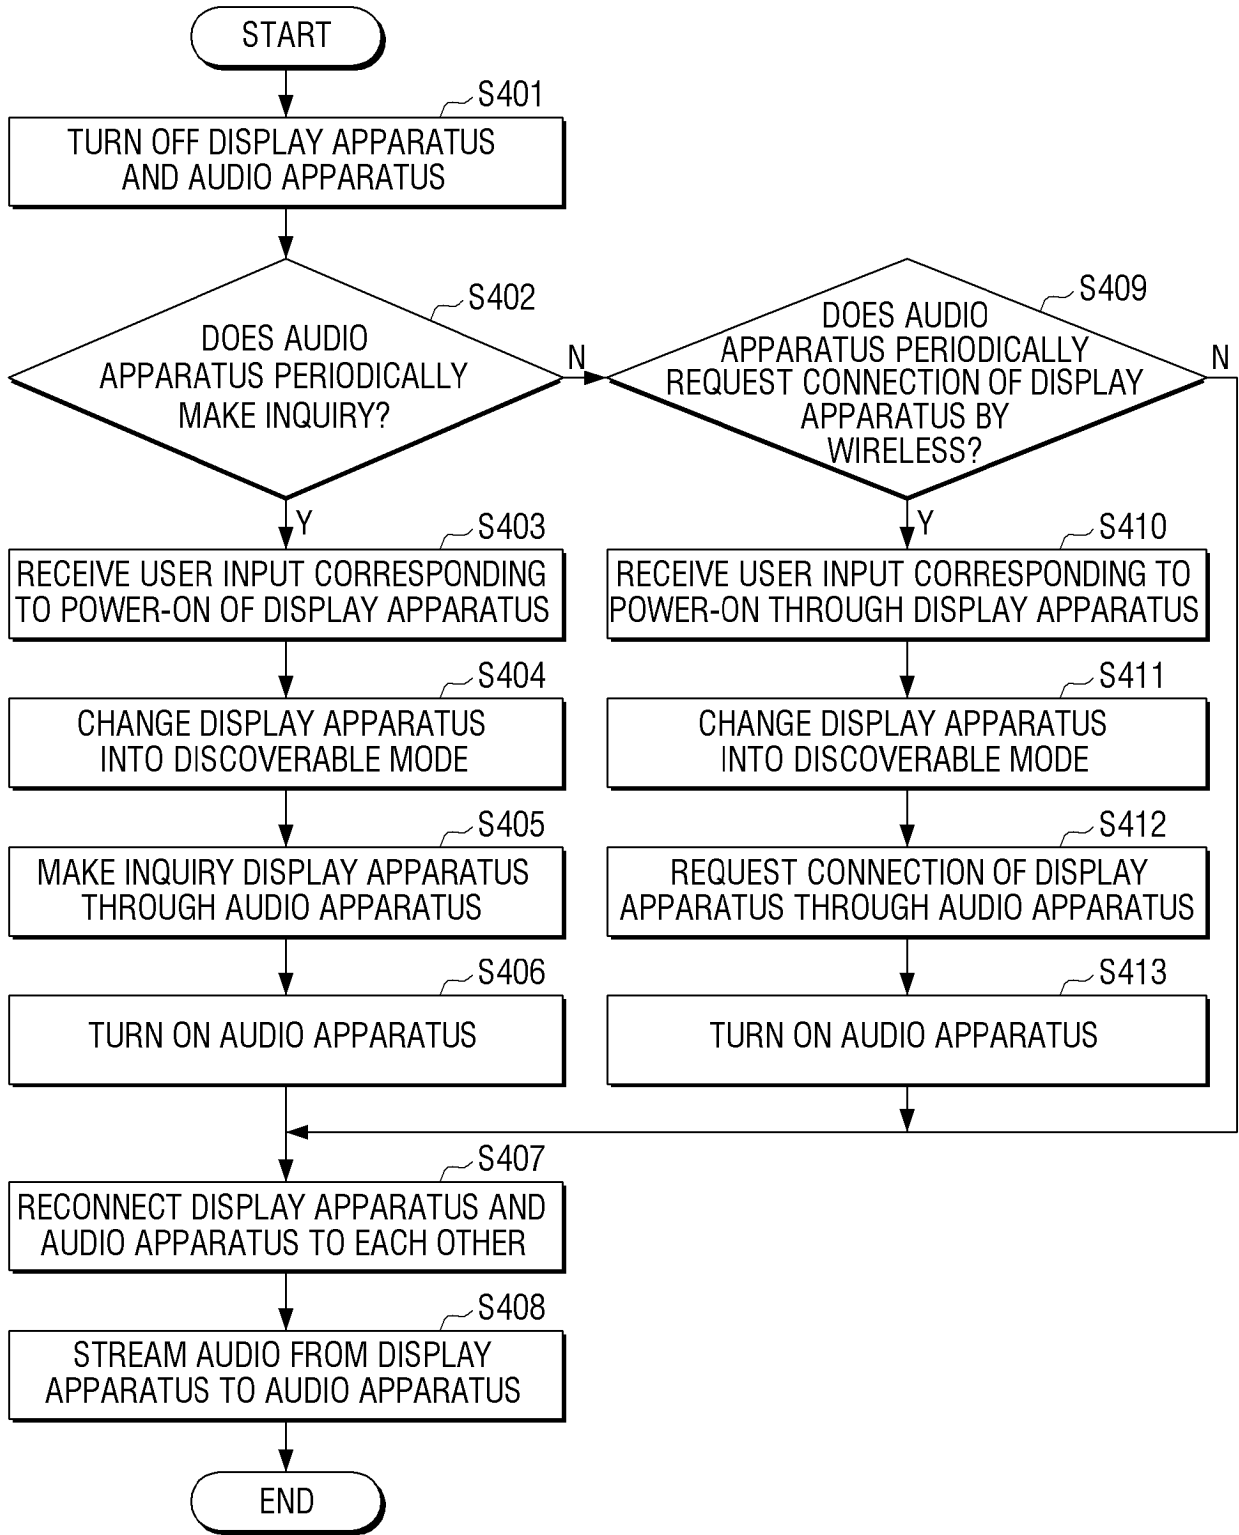 START
S401
TURN OFF DISPLAY APPARATUS
AND AUDIO APPARATUS
S402
DOES AUDIO
APPARATUS PERIODICALLY
MAKE INQUIRY?
N
Y
S409
DOES AUDIO
APPARATUS PERIODICALLY
REQUEST CONNECTION OF DISPLAY
APPARATUS BY
WIRELESS?
N
Y
S403
RECEIVE USER INPUT CORRESPONDING
TO POWER-ON OF DISPLAY APPARATUS
S404
CHANGE DISPLAY APPARATUS
INTO DISCOVERABLE MODE
S405
MAKE INQUIRY DISPLAY APPARATUS
THROUGH AUDIO APPARATUS
S406
TURN ON AUDIO APPARATUS
S410
RECEIVE USER INPUT CORRESPONDING TO
POWER-ON THROUGH DISPLAY APPARATUS
S411
CHANGE DISPLAY APPARATUS
INTO DISCOVERABLE MODE
S412
REQUEST CONNECTION OF DISPLAY
APPARATUS THROUGH AUDIO APPARATUS
S413
TURN ON AUDIO APPARATUS
S407
RECONNECT DISPLAY APPARATUS AND
AUDIO APPARATUS TO EACH OTHER
S408
STREAM AUDIO FROM DISPLAY
APPARATUS TO AUDIO APPARATUS
END